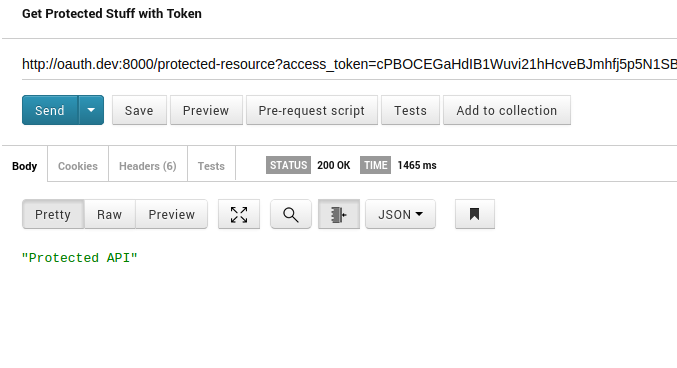 Get Protected Stuff with Token
http://oauth.dev:8000/protected-resource?access_token=cPBOCEGaHdIB1Wuvi21hHcveBJmhfj5p5N1SB
Send Save Preview Pre-request script Tests Add to collection
Body Cookies Headers (6) Tests STATUS 200 OK TIME 1465 ms
Pretty Raw Preview JSON
"Protected API"